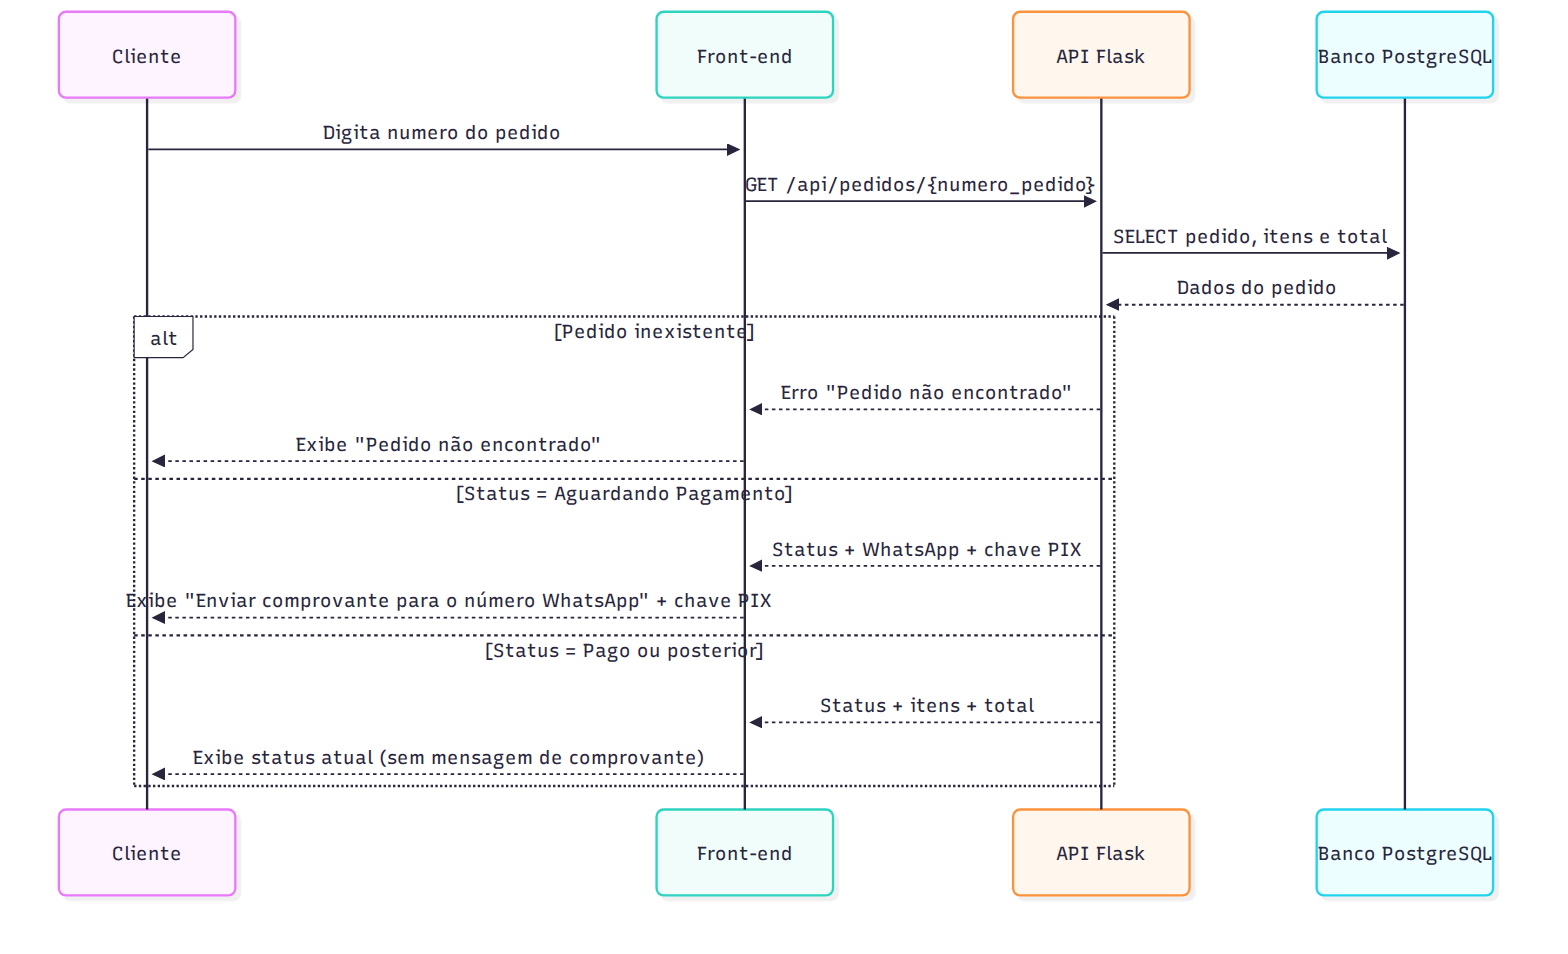 Cliente
Front-end
API Flask
Banco PostgreSQL
Digita numero do pedido
GET /api/pedidos/{numero_pedido}
SELECT pedido, itens e total
Dados do pedido
alt
[Pedido inexistente]
Erro "Pedido não encontrado"
Exibe "Pedido não encontrado"
[Status = Aguardando Pagamento]
Status + WhatsApp + chave PIX
Exibe "Enviar comprovante para o número WhatsApp" + chave PIX
[Status = Pago ou posterior]
Status + itens + total
Exibe status atual (sem mensagem de comprovante)
Cliente
Front-end
API Flask
Banco PostgreSQL